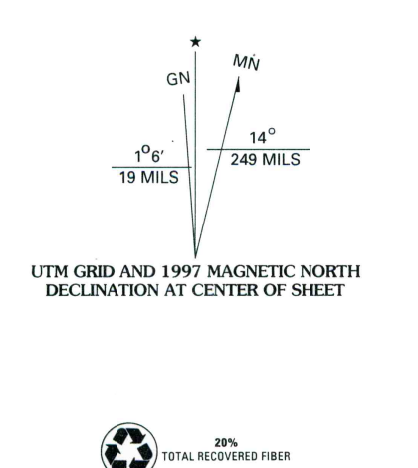 ★
GN
MN
1°6′
19 MILS
14°
249 MILS
UTM GRID AND 1997 MAGNETIC NORTH
DECLINATION AT CENTER OF SHEET
20%
TOTAL RECOVERED FIBER